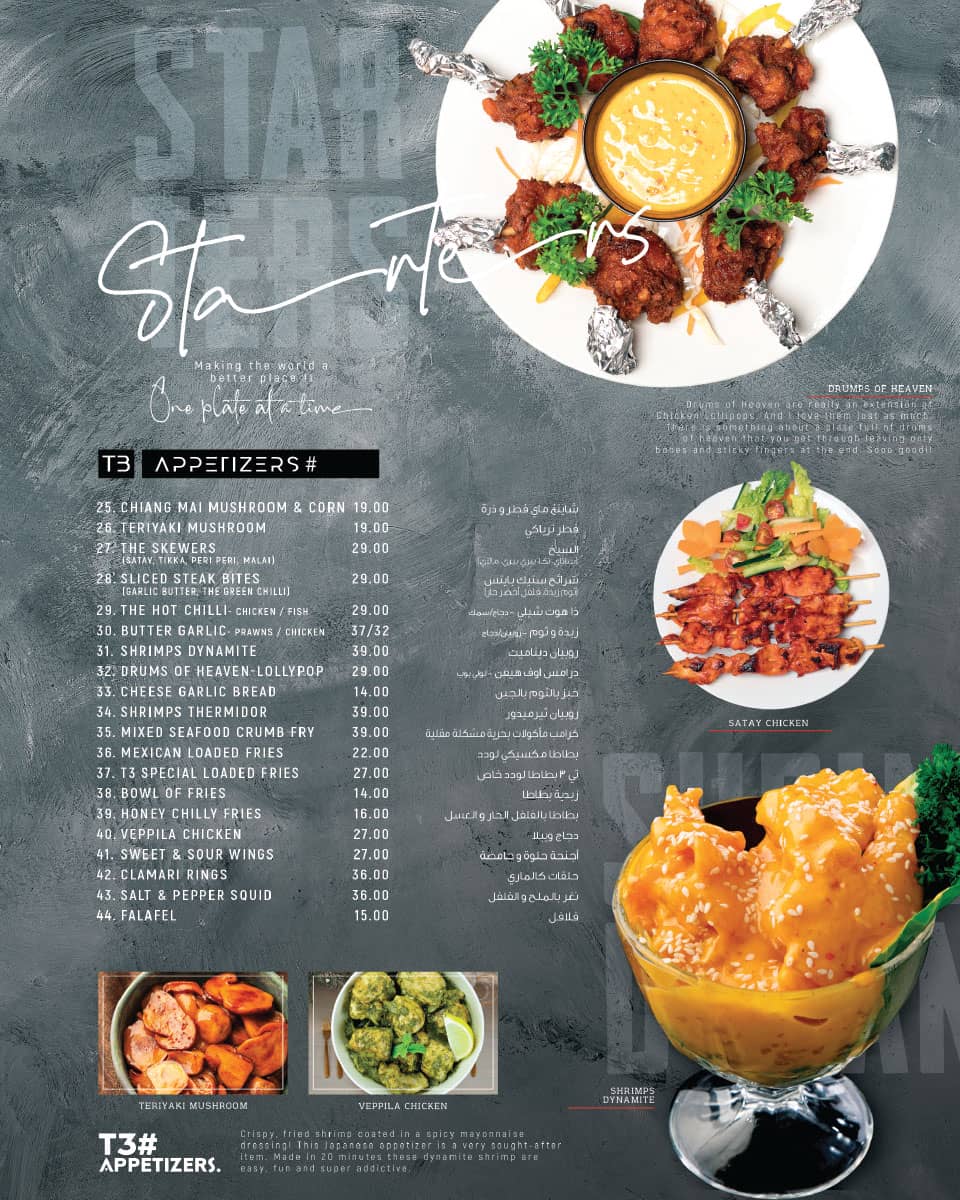 STAR
TERS
Starters
Making the world a
better place !!
One plate at a time
DRUMPS OF HEAVEN
Drums of Heaven are really an extension of
Chicken Lollipops. And I love them just as much.
There is something about a plate full of drums
of heaven that you get through leaving only
bones and sticky fingers at the end. Sooo good!!
T3 APPETIZERS #
25. CHIANG MAI MUSHROOM & CORN 19.00 شاينغ ماي فطر و ذرة
26. TERIYAKI MUSHROOM 19.00 فطر ترياكي
27. THE SKEWERS 29.00 السيخ
(SATAY, TIKKA, PERI PERI, MALAI)
28. SLICED STEAK BITES 29.00 شرائح ستيك بايتس
(GARLIC BUTTER, THE GREEN CHILLI) (ثوم زبدة, فلفل أخضر حار)
29. THE HOT CHILLI- CHICKEN / FISH 29.00 ذا هوت شيلي - دجاج/سمك
30. BUTTER GARLIC- PRAWNS / CHICKEN 37/32 زبدة و ثوم - روبيان/دجاج
31. SHRIMPS DYNAMITE 39.00 روبيان ديناميت
32. DRUMS OF HEAVEN-LOLLYPOP 29.00 درامس اوف هيفن - لولي بوب
33. CHEESE GARLIC BREAD 14.00 خبز بالثوم بالجبن
34. SHRIMPS THERMIDOR 39.00 روبيان ثيرميدور
35. MIXED SEAFOOD CRUMB FRY 39.00 كرامب مأكولات بحرية مشكلة مقلية
36. MEXICAN LOADED FRIES 22.00 بطاطا مكسيكي لودد
37. T3 SPECIAL LOADED FRIES 27.00 تي ٣ بطاطا لودد خاص
38. BOWL OF FRIES 14.00 زبدية بطاطا
39. HONEY CHILLY FRIES 16.00 بطاطا بالفلفل الحار و العسل
40. VEPPILA CHICKEN 27.00 دجاج ويبلا
41. SWEET & SOUR WINGS 27.00 أجنحة حلوة و حامضة
42. CLAMARI RINGS 36.00 حلقات كالماري
43. SALT & PEPPER SQUID 36.00 نغر بالملح و الفلفل
44. FALAFEL 15.00 فلافل
SATAY CHICKEN
TERIYAKI MUSHROOM
VEPPILA CHICKEN
SHRIMPS
DYNAMITE
T3#
APPETIZERS.
Crispy, fried shrimp coated in a spicy mayonnaise
dressing! This Japanese appetizer is a very sought-after
item. Made in 20 minutes these dynamite shrimp are
easy, fun and super addictive.